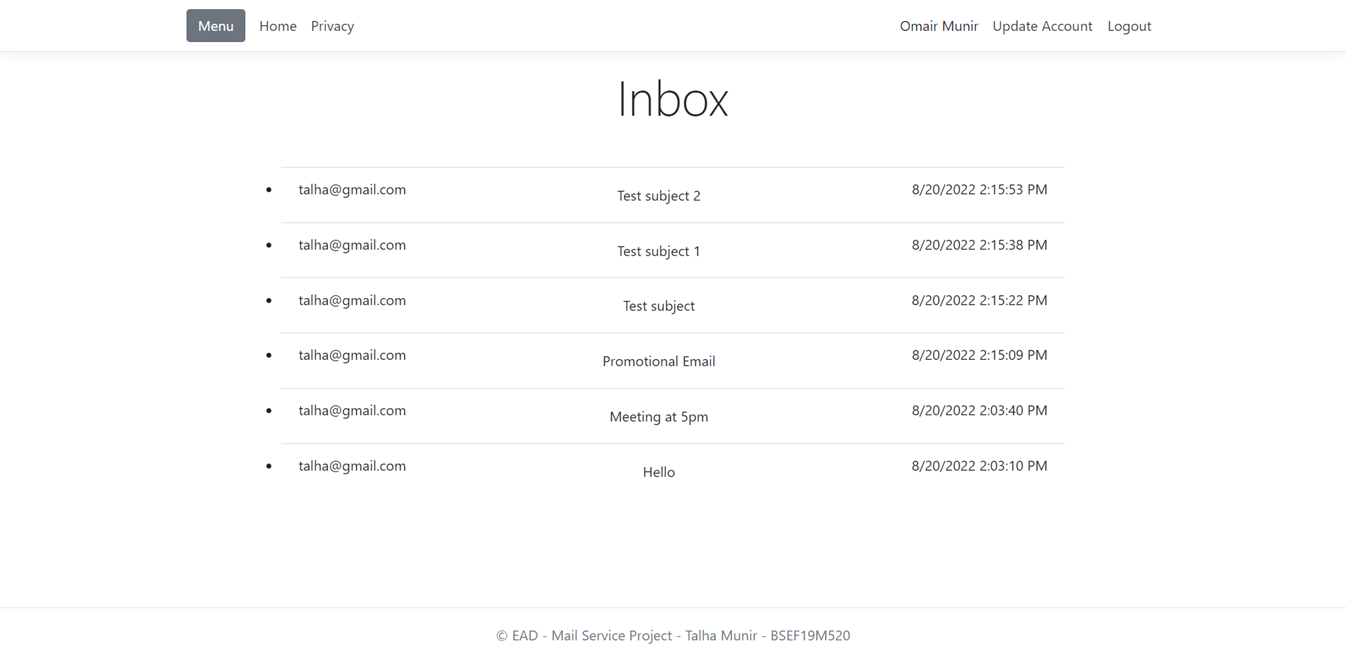 Menu Home Privacy Omair Munir Update Account Logout
Inbox
talha@gmail.com Test subject 2 8/20/2022 2:15:53 PM
talha@gmail.com Test subject 1 8/20/2022 2:15:38 PM
talha@gmail.com Test subject 8/20/2022 2:15:22 PM
talha@gmail.com Promotional Email 8/20/2022 2:15:09 PM
talha@gmail.com Meeting at 5pm 8/20/2022 2:03:40 PM
talha@gmail.com Hello 8/20/2022 2:03:10 PM
© EAD - Mail Service Project - Talha Munir - BSEF19M520